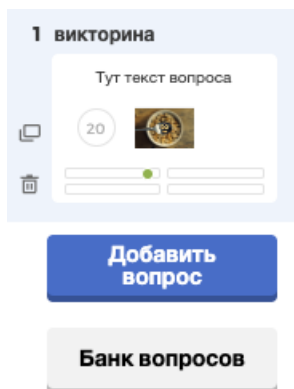 1 викторина
Тут текст вопроса
20
Добавить
вопрос
Банк вопросов